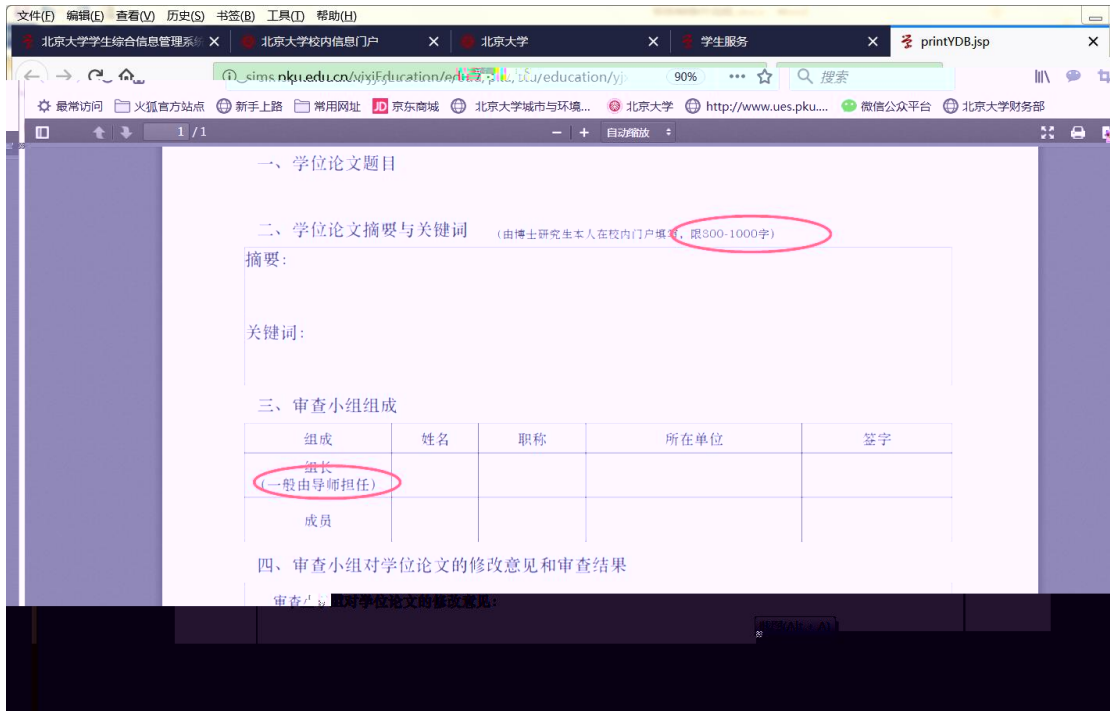 文件(F) 编辑(E) 查看(V) 历史(S) 书签(B) 工具(T) 帮助(H)
北京大学学生综合信息管理系统 北京大学校内信息门户 北京大学 学生服务 printYDB.jsp
sims.pku.edu.cn 90% 搜索
最常访问 火狐官方站点 新手上路 常用网址 JD 京东商城 北京大学城市与环境... 北京大学 http://www.ues.pku.... 微信公众平台 北京大学财务部
1 / 1 自动缩放
一、学位论文题目
二、学位论文摘要与关键词 (由博士研究生本人在校内门户填写, 限800-1000字)
摘要:
关键词:
三、审查小组组成
组成 姓名 职称 所在单位 签字
组长
(一般由导师担任)
成员
四、审查小组对学位论文的修改意见和审查结果
审查小组对学位论文的修改意见: